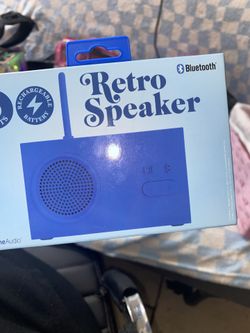 Bluetooth®
Retro
Speaker
RECHARGEABLE
BATTERY